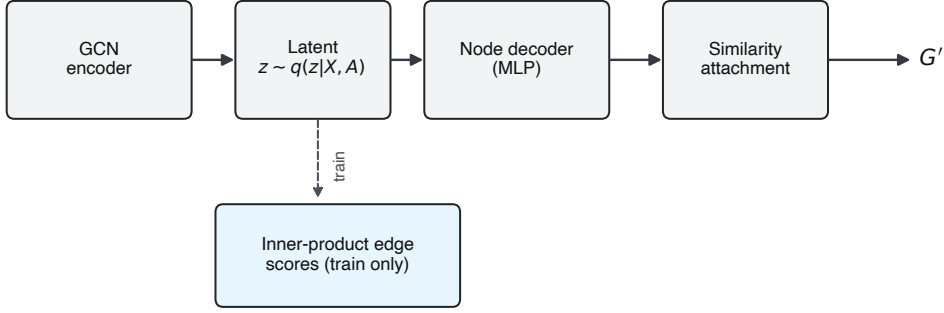 GCN
encoder
Latent
z ~ q(z|X, A)
Node decoder
(MLP)
Similarity
attachment
G′
train
Inner-product edge
scores (train only)